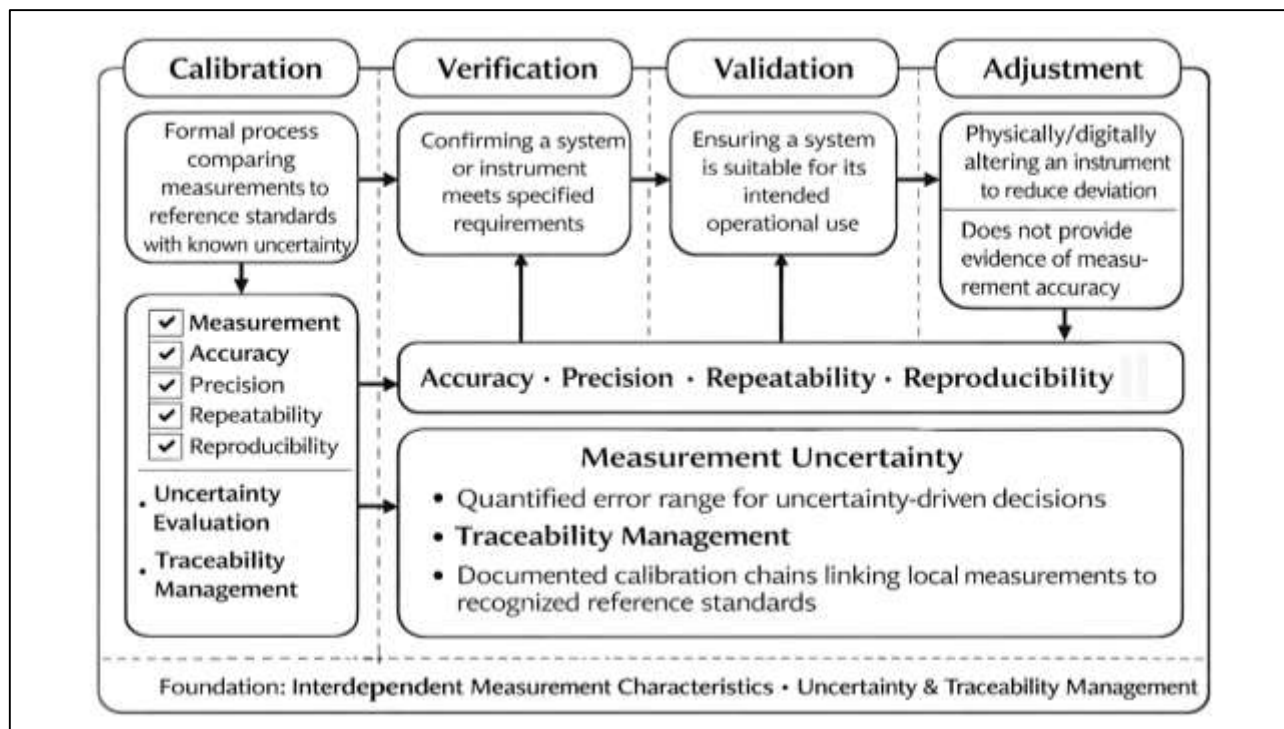 Calibration
Verification
Validation
Adjustment
Formal process
comparing
measurements to
reference standards
with known uncertainty
Confirming a system
or instrument
meets specified
requirements
Ensuring a system
is suitable for its
intended
operational use
Physically/digitally
altering an instrument
to reduce deviation
Does not provide
evidence of measu-
rement accuracy
✔ Measurement
✔ Accuracy
✔ Precision
✔ Repeatability
✔ Reproducibility
• Uncertainty
Evaluation
• Traceability
Management
Accuracy · Precision · Repeatability · Reproducibility
Measurement Uncertainty
• Quantified error range for uncertainty-driven decisions
• Traceability Management
• Documented calibration chains linking local measurements to
recognized reference standards
Foundation: Interdependent Measurement Characteristics • Uncertainty & Traceability Management